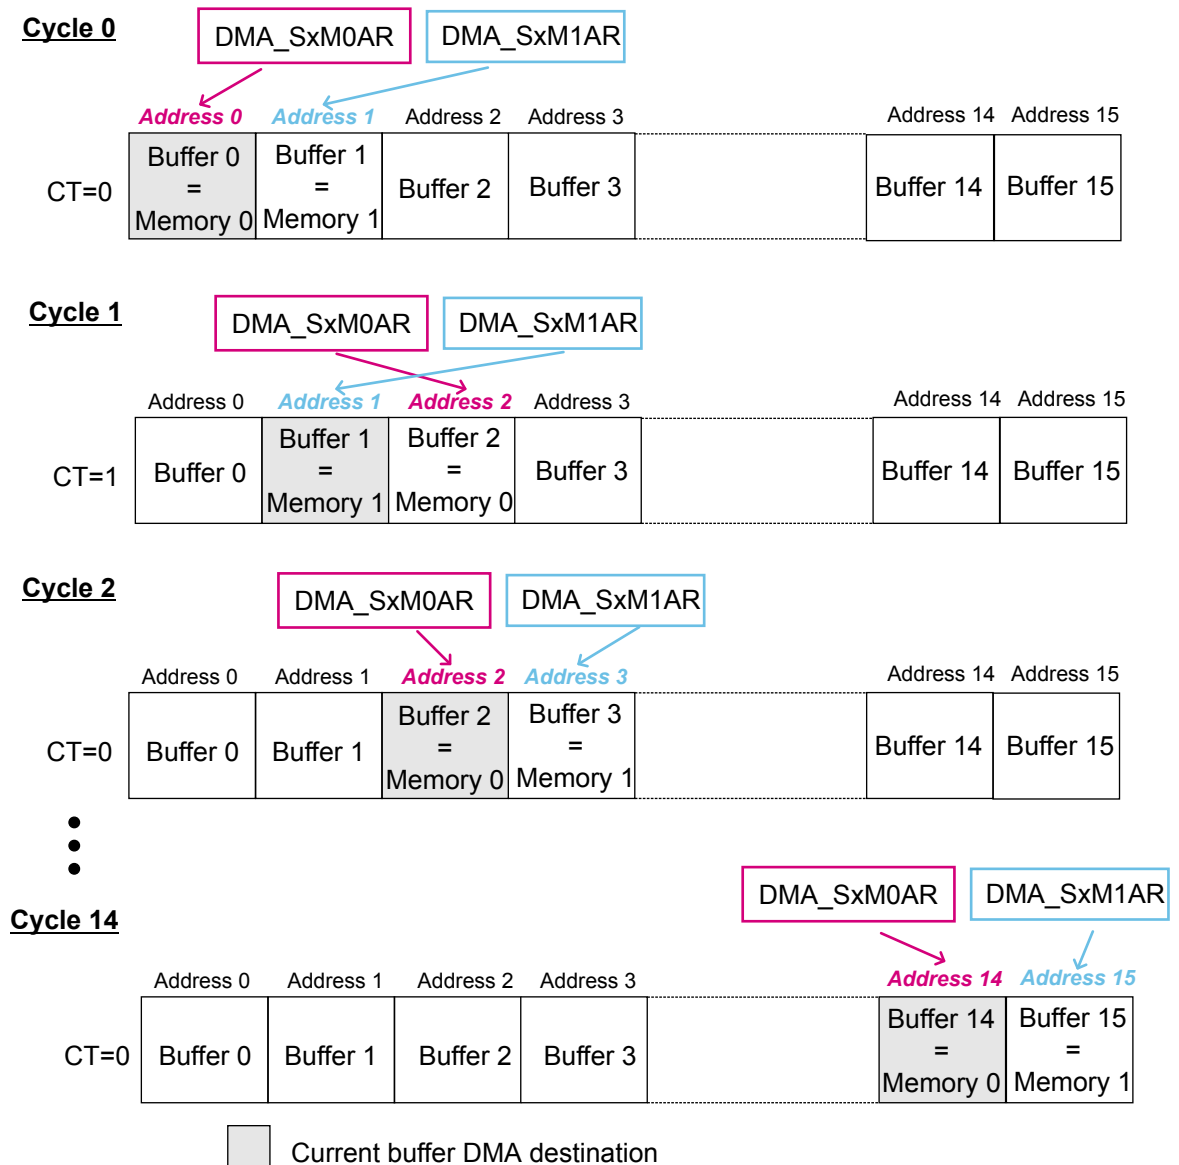 Cycle 0
DMA_SxM0AR DMA_SxM1AR
Address 0 Address 1 Address 2 Address 3 Address 14 Address 15
CT=0
Buffer 0
=
Memory 0
Buffer 1
=
Memory 1
Buffer 2
Buffer 3
Buffer 14
Buffer 15
Cycle 1
DMA_SxM0AR DMA_SxM1AR
Address 0 Address 1 Address 2 Address 3 Address 14 Address 15
CT=1
Buffer 0
Buffer 1
=
Memory 1
Buffer 2
=
Memory 0
Buffer 3
Buffer 14
Buffer 15
Cycle 2
DMA_SxM0AR DMA_SxM1AR
Address 0 Address 1 Address 2 Address 3 Address 14 Address 15
CT=0
Buffer 0
Buffer 1
Buffer 2
=
Memory 0
Buffer 3
=
Memory 1
Buffer 14
Buffer 15
Cycle 14
DMA_SxM0AR DMA_SxM1AR
Address 0 Address 1 Address 2 Address 3 Address 14 Address 15
CT=0
Buffer 0
Buffer 1
Buffer 2
Buffer 3
Buffer 14
=
Memory 0
Buffer 15
=
Memory 1
Current buffer DMA destination